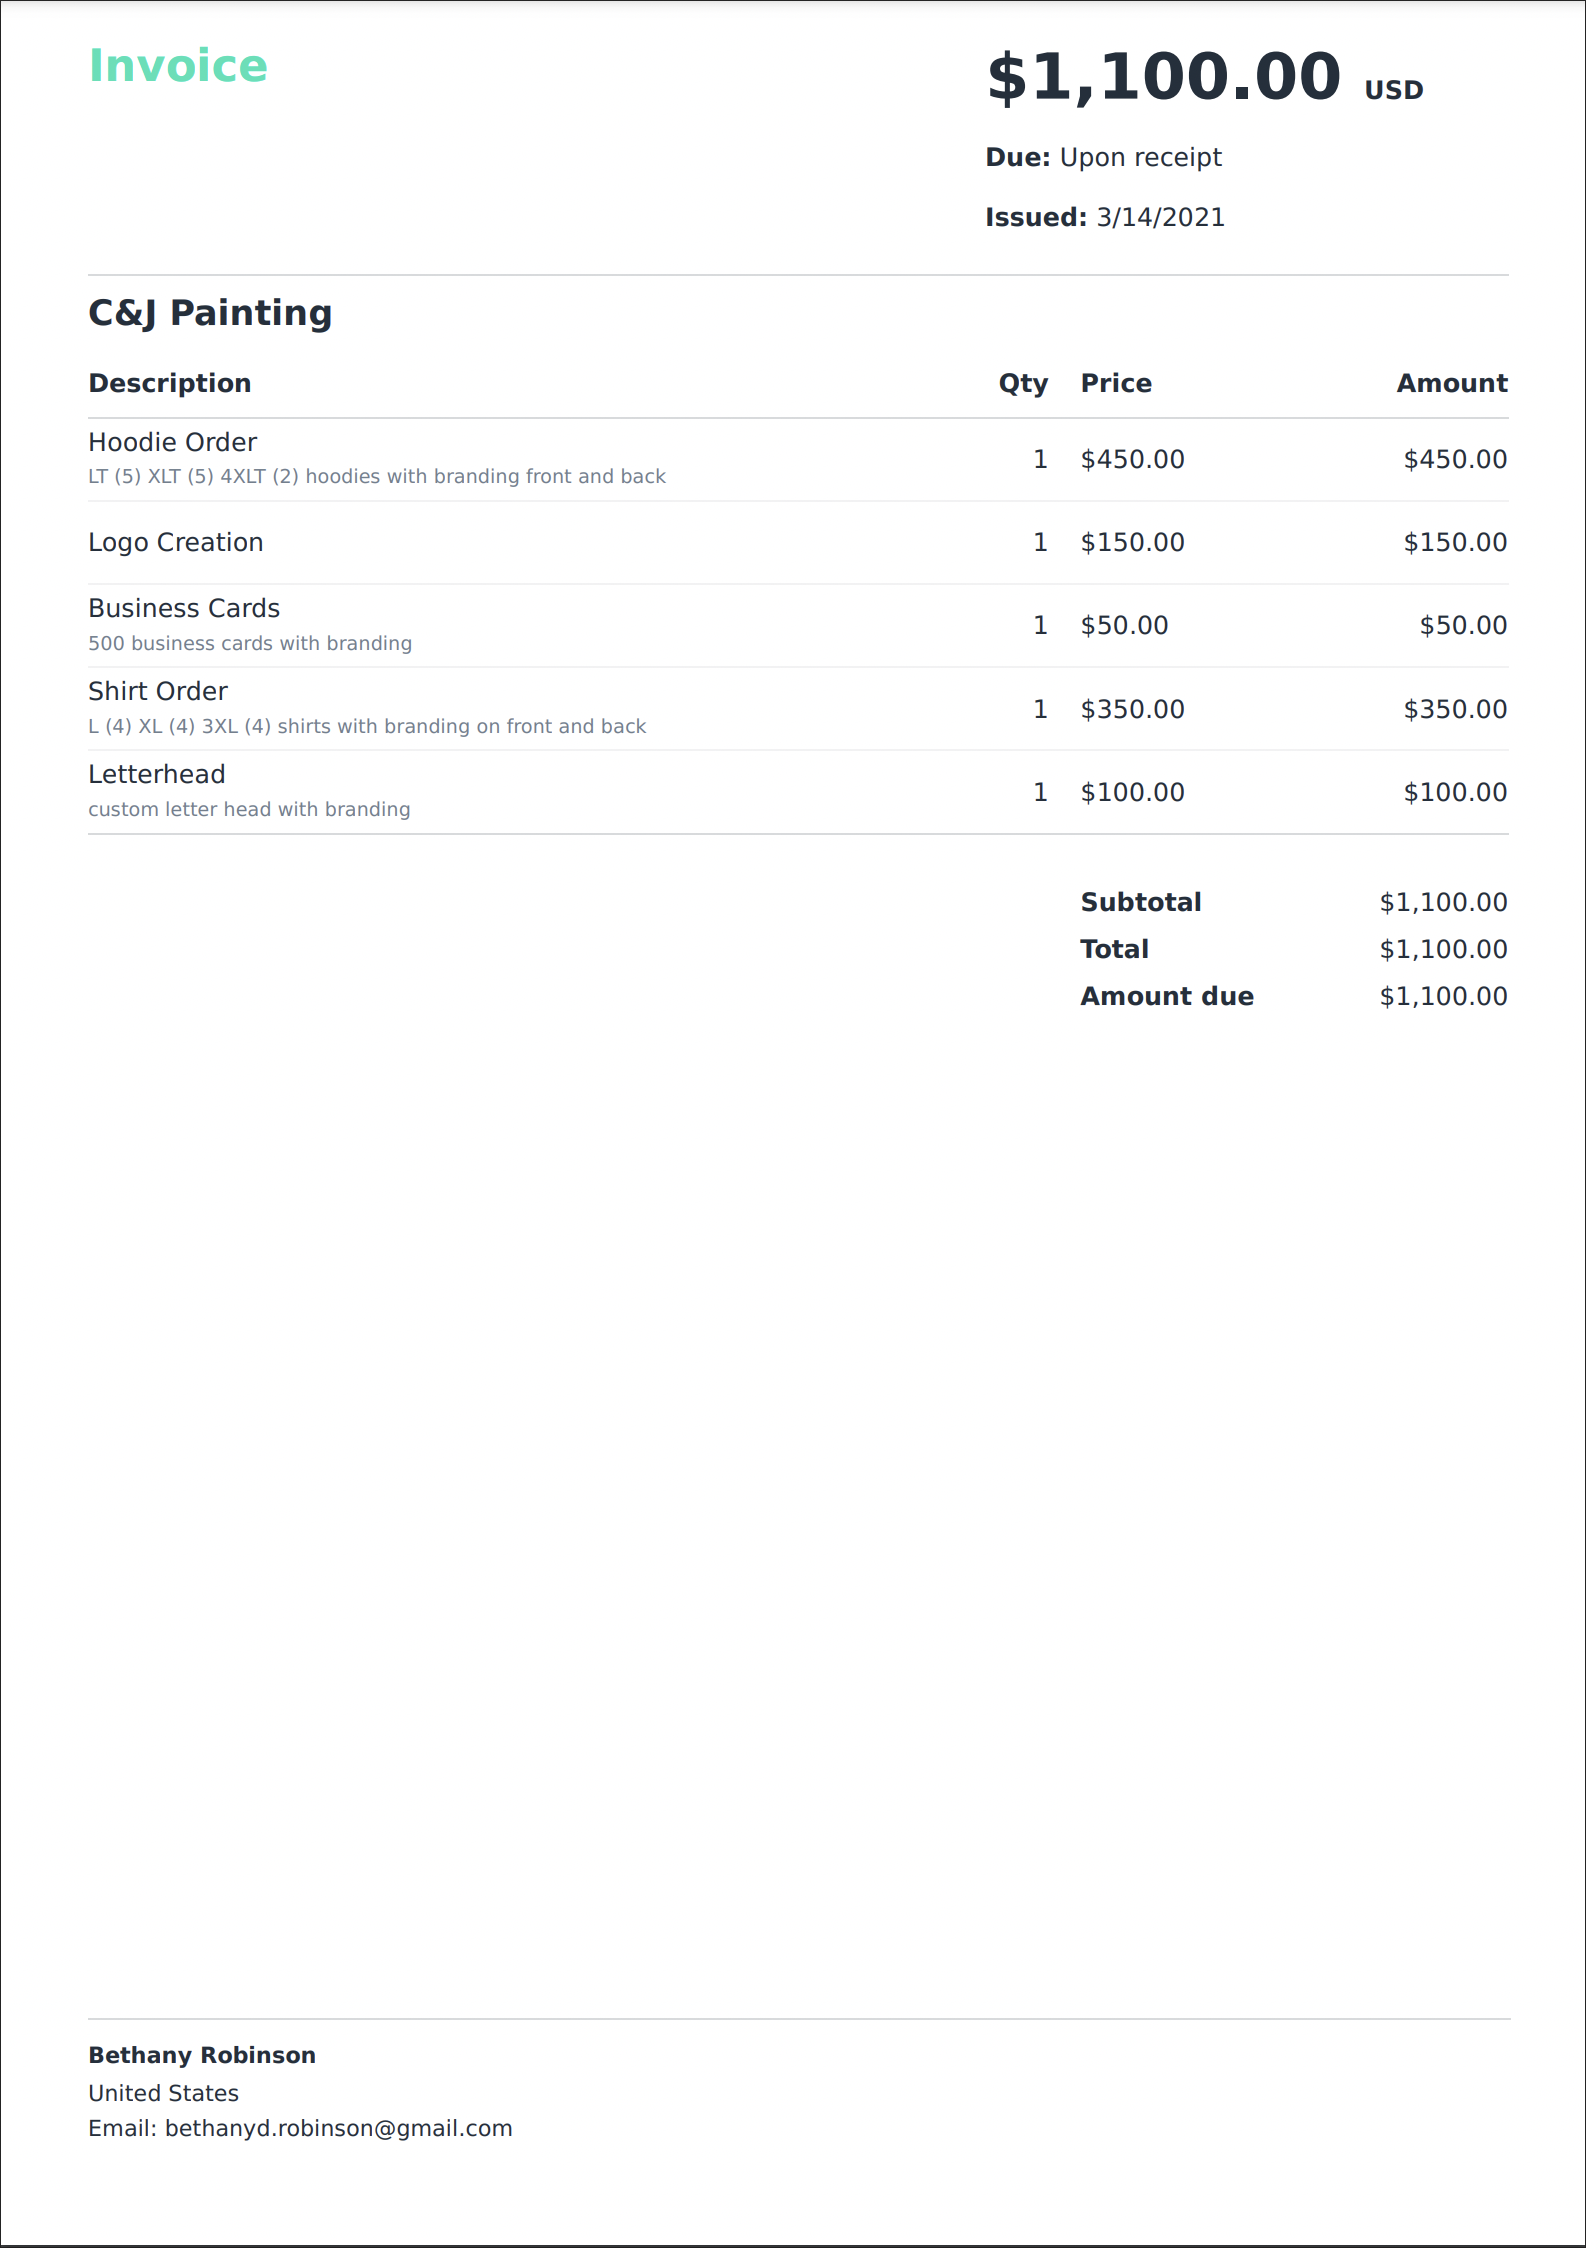 Invoice
$1,100.00 USD
Due: Upon receipt
Issued: 3/14/2021
C&J Painting
Description Qty Price Amount
Hoodie Order
LT (5) XLT (5) 4XLT (2) hoodies with branding front and back
1 $450.00 $450.00
Logo Creation 1 $150.00 $150.00
Business Cards
500 business cards with branding
1 $50.00 $50.00
Shirt Order
L (4) XL (4) 3XL (4) shirts with branding on front and back
1 $350.00 $350.00
Letterhead
custom letter head with branding
1 $100.00 $100.00
Subtotal $1,100.00
Total $1,100.00
Amount due $1,100.00
Bethany Robinson
United States
Email: bethanyd.robinson@gmail.com